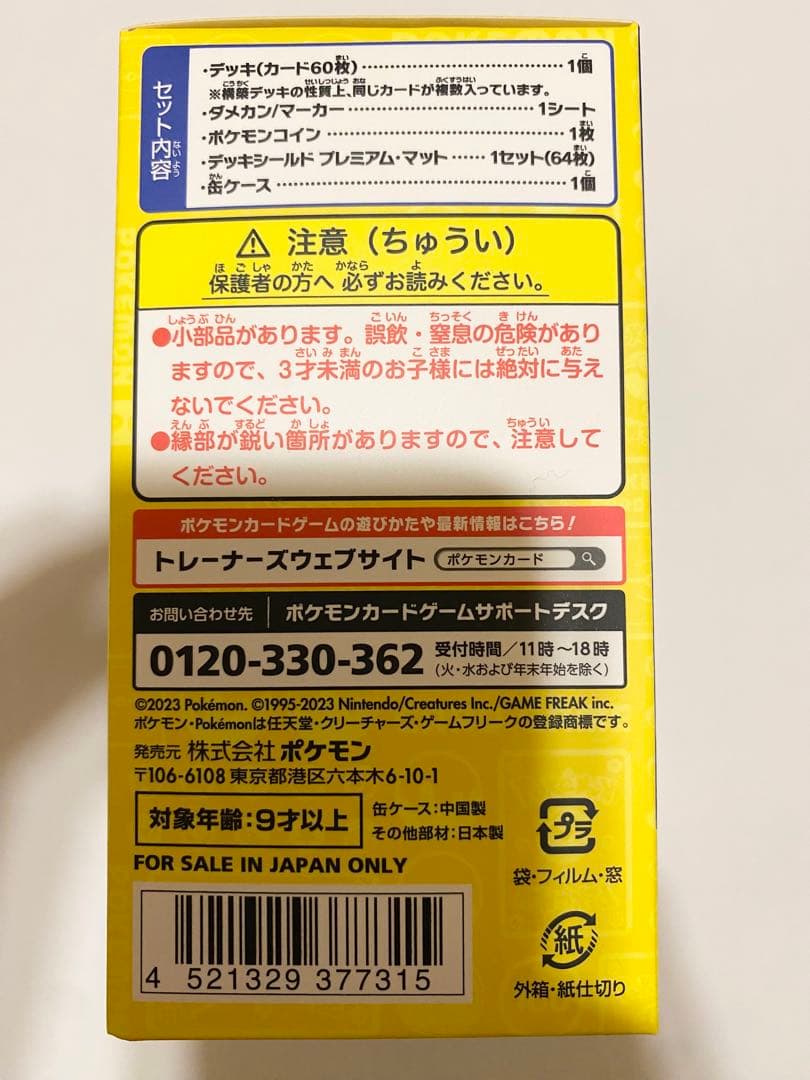 セット内容
・デッキ(カード60枚)……1個
※構築デッキの性質上、同じカードが複数入っています。
・ダメカン/マーカー……1シート
・ポケモンコイン……1枚
・デッキシールド プレミアム・マット……1セット(64枚)
・缶ケース……1個
⚠ 注意（ちゅうい）
保護者の方へ 必ずお読みください。
●小部品があります。誤飲・窒息の危険があり
ますので、3才未満のお子様には絶対に与え
ないでください。
●縁部が鋭い箇所がありますので、注意して
ください。
ポケモンカードゲームの遊びかたや最新情報はこちら！
トレーナーズウェブサイト ポケモンカード
お問い合わせ先 ポケモンカードゲームサポートデスク
0120-330-362 受付時間／11時〜18時
(火・水および年末年始を除く)
©2023 Pokémon. ©1995-2023 Nintendo/Creatures Inc./GAME FREAK inc.
ポケモン・Pokémonは任天堂・クリーチャーズ・ゲームフリークの登録商標です。
発売元 株式会社 ポケモン
〒106-6108 東京都港区六本木6-10-1
対象年齢：9才以上
缶ケース：中国製
その他部材：日本製
FOR SALE IN JAPAN ONLY
プラ
袋・フィルム・窓
紙
外箱・紙仕切り
4 521329 377315